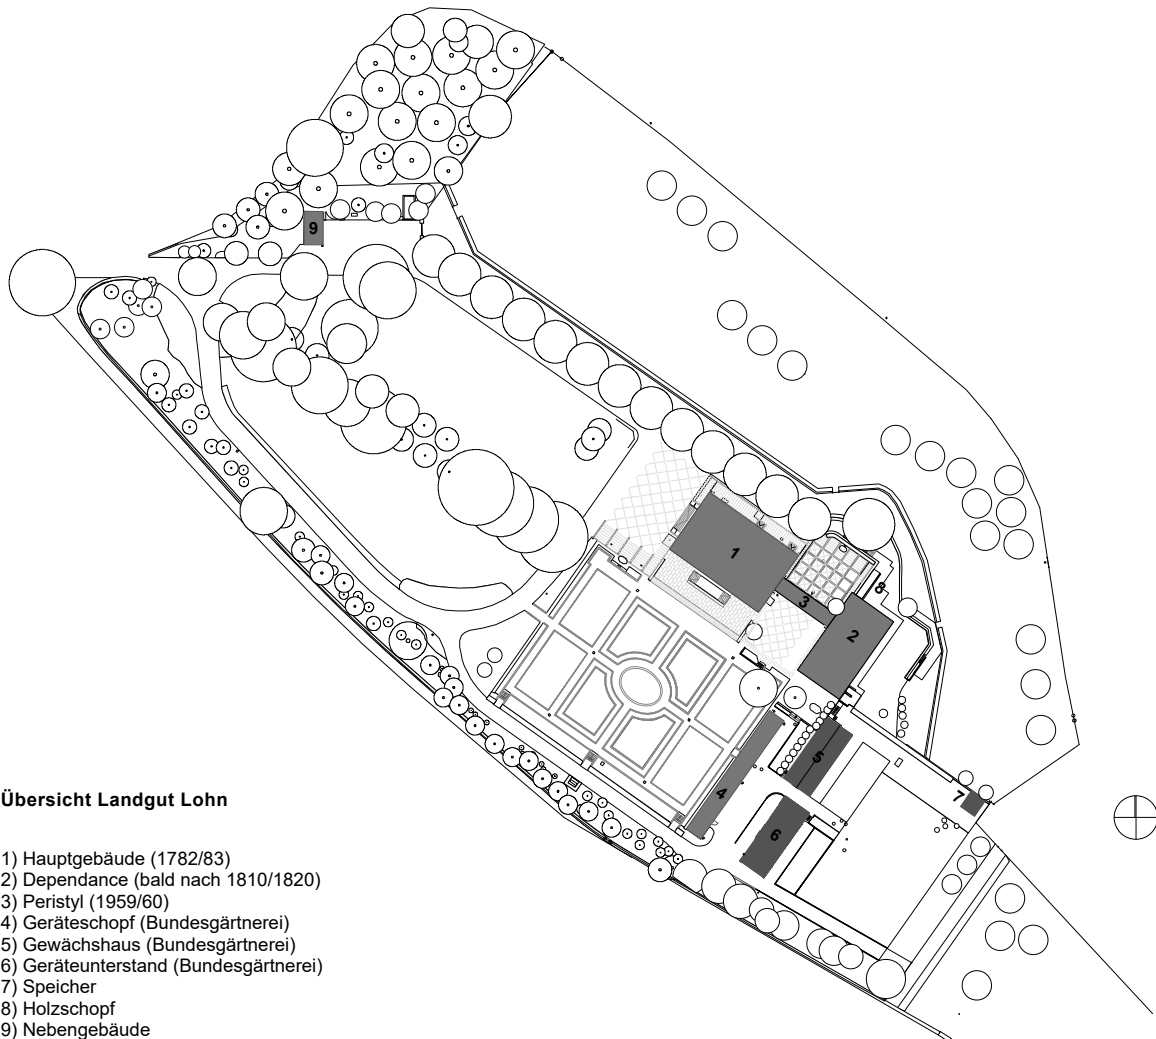 9
1
3
8
2
5
4
6
7
Übersicht Landgut Lohn
1) Hauptgebäude (1782/83)
2) Dependance (bald nach 1810/1820)
3) Peristyl (1959/60)
4) Geräteschopf (Bundesgärtnerei)
5) Gewächshaus (Bundesgärtnerei)
6) Geräteunterstand (Bundesgärtnerei)
7) Speicher
8) Holzschopf
9) Nebengebäude